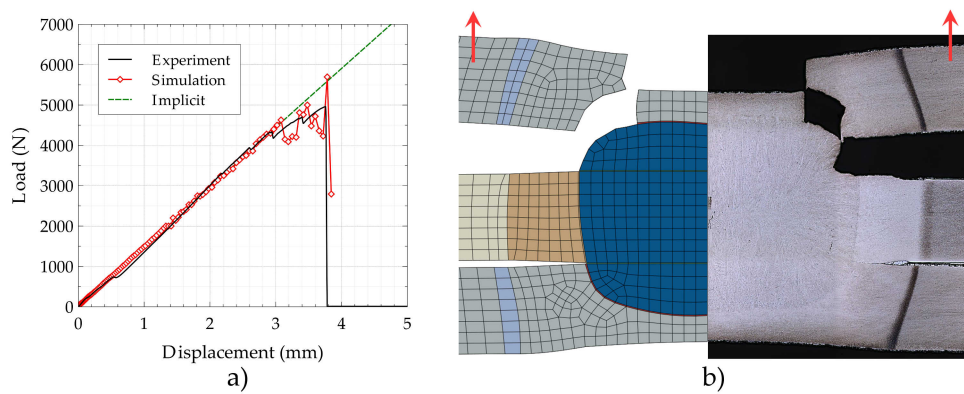 7000
6000
5000
4000
3000
2000
1000
0
Load (N)
Experiment
Simulation
Implicit
0 1 2 3 4 5
Displacement (mm)
a)
b)